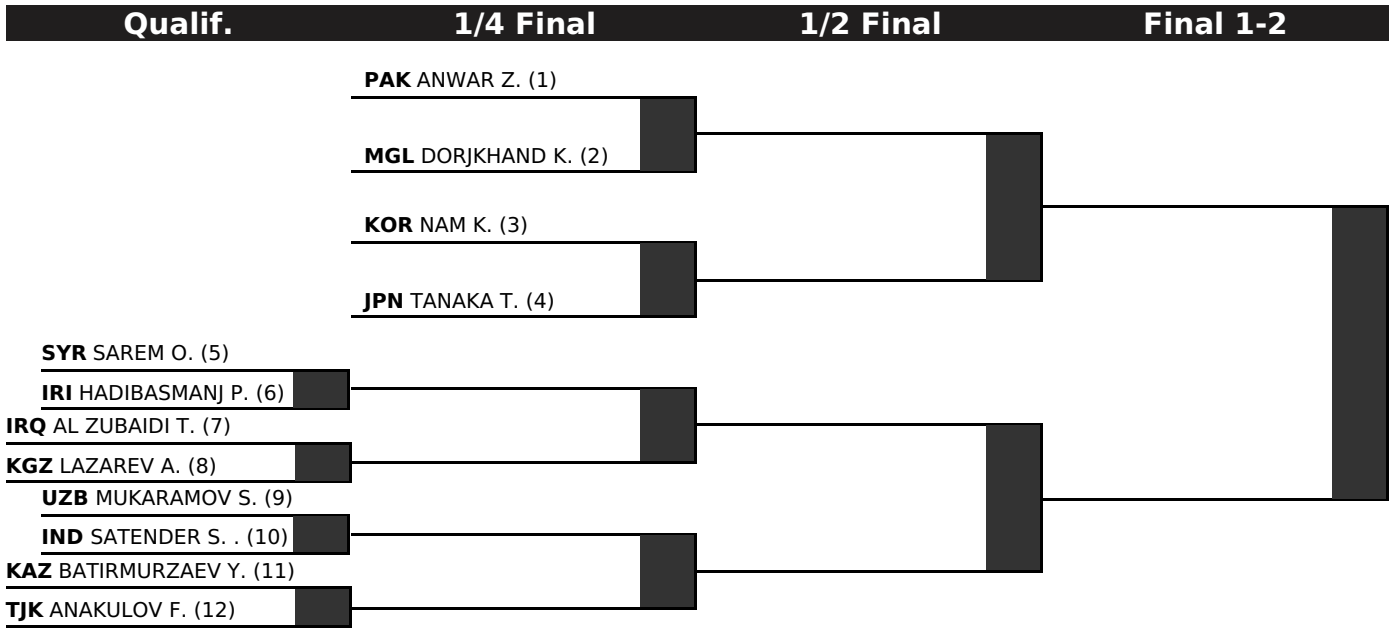 Qualif. 1/4 Final 1/2 Final Final 1-2
PAK ANWAR Z. (1)
MGL DORJKHAND K. (2)
KOR NAM K. (3)
JPN TANAKA T. (4)
SYR SAREM O. (5)
IRI HADIBASMANJ P. (6)
IRQ AL ZUBAIDI T. (7)
KGZ LAZAREV A. (8)
UZB MUKARAMOV S. (9)
IND SATENDER S. . (10)
KAZ BATIRMURZAEV Y. (11)
TJK ANAKULOV F. (12)